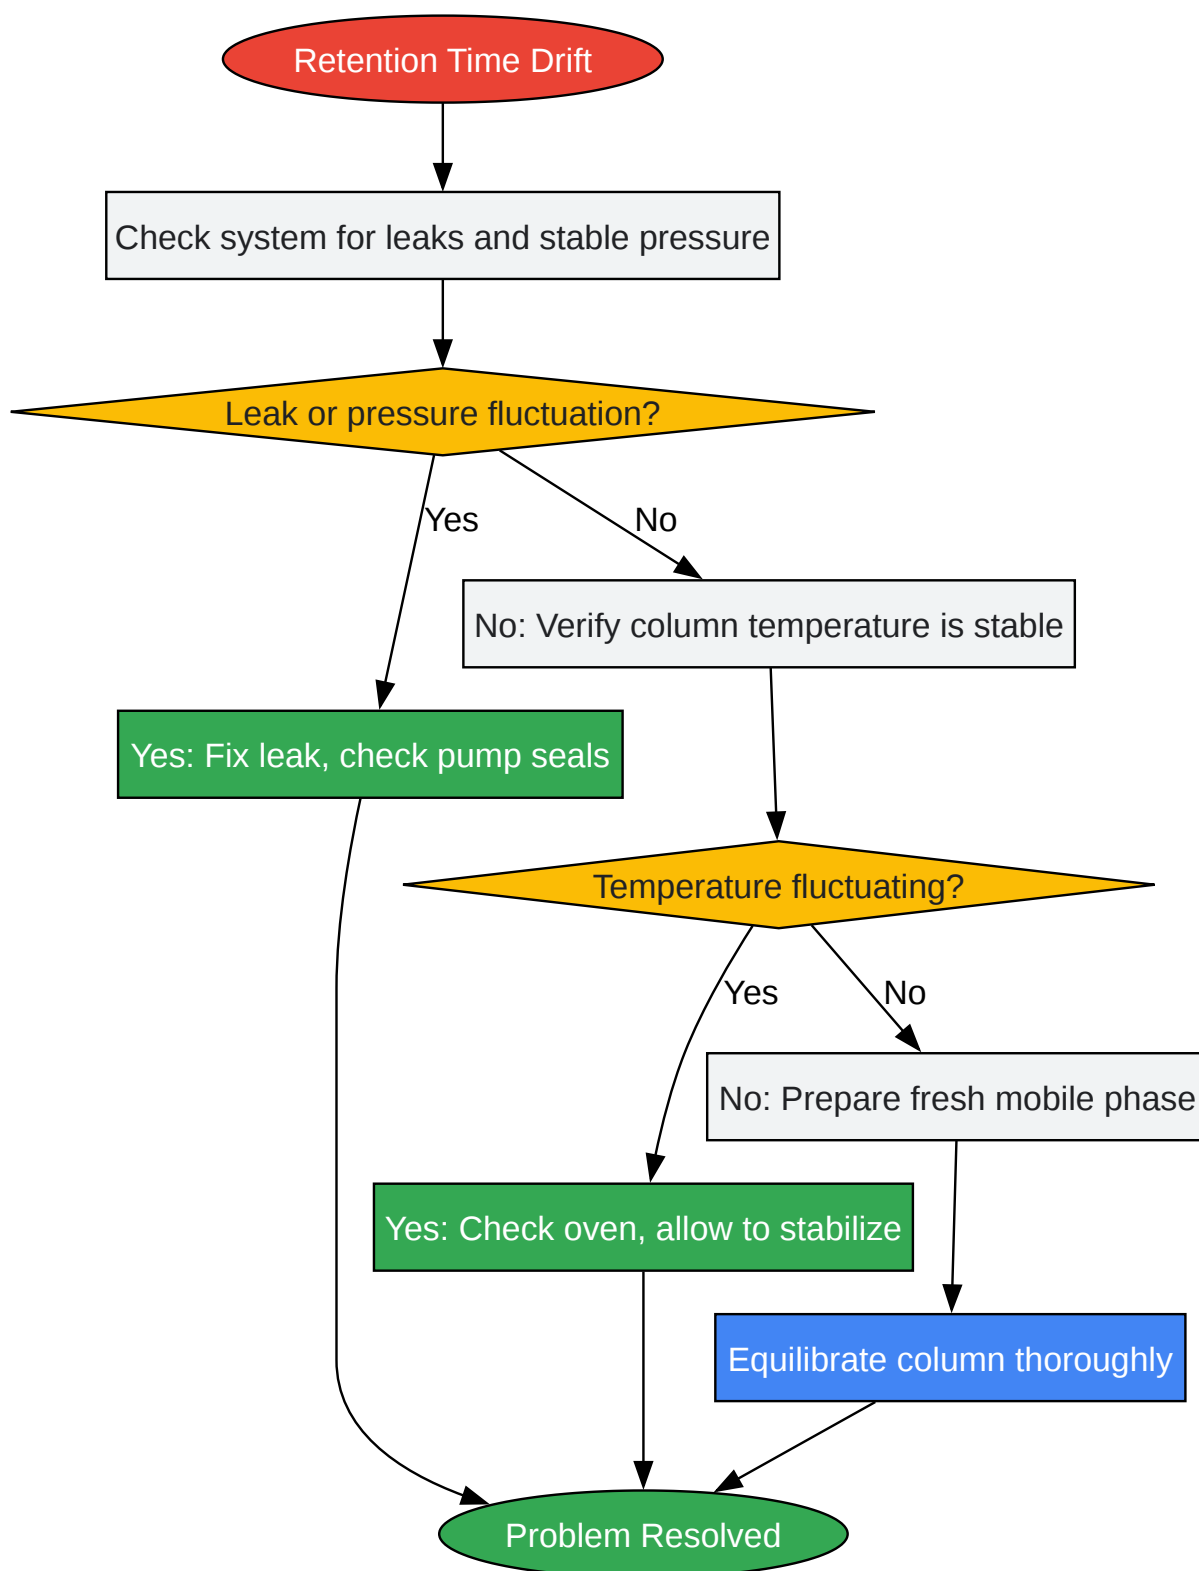 Retention Time Drift
Check system for leaks and stable pressure
Leak or pressure fluctuation?
Yes
No
No: Verify column temperature is stable
Yes: Fix leak, check pump seals
Temperature fluctuating?
Yes
No
No: Prepare fresh mobile phase
Yes: Check oven, allow to stabilize
Equilibrate column thoroughly
Problem Resolved